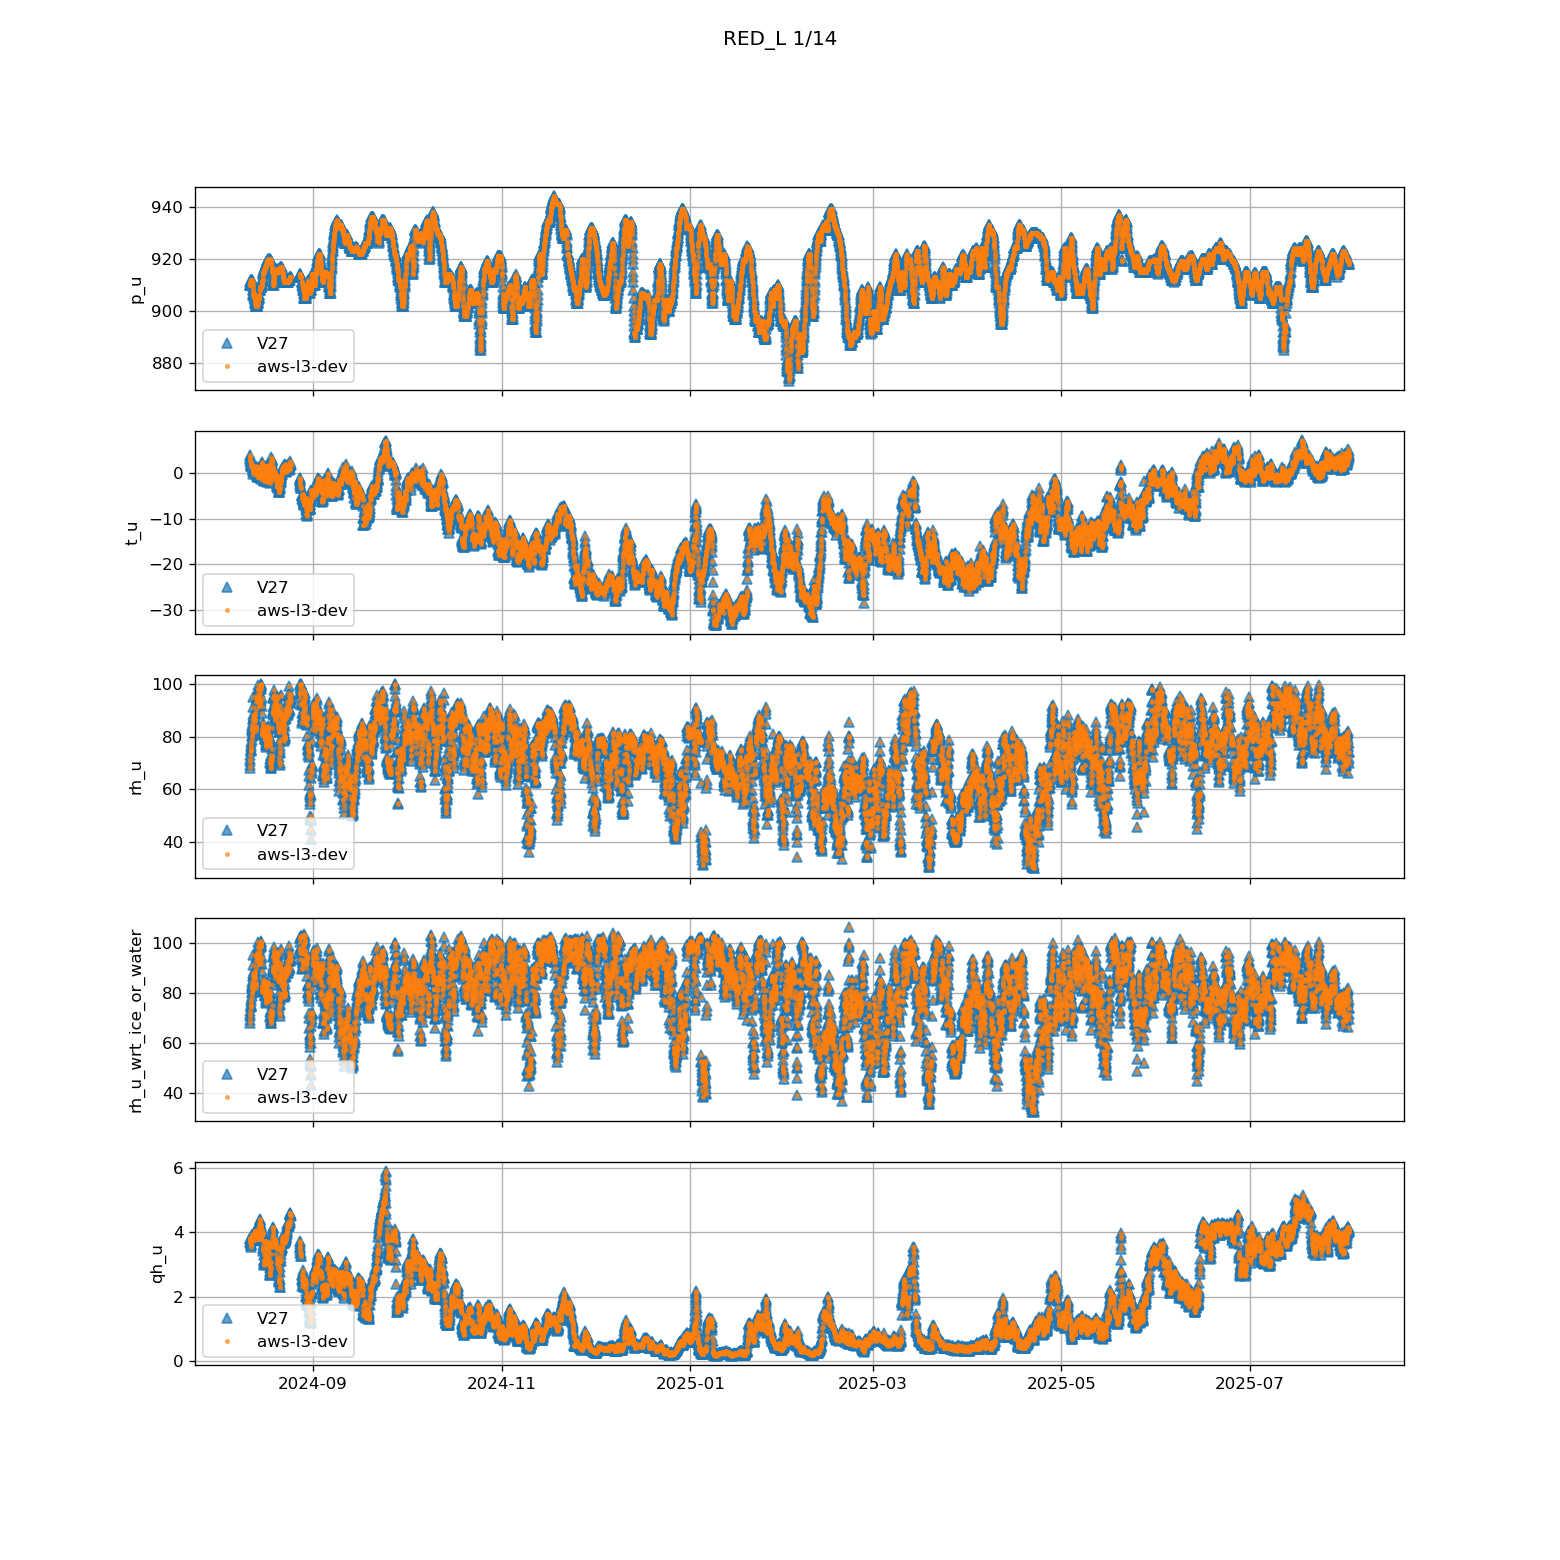 RED_L 1/14
940
920
900
880
p_u
V27
aws-l3-dev
0
−10
−20
−30
t_u
V27
aws-l3-dev
100
80
60
40
rh_u
V27
aws-l3-dev
100
80
60
40
rh_u_wrt_ice_or_water
V27
aws-l3-dev
6
4
2
0
qh_u
V27
aws-l3-dev
2024-09
2024-11
2025-01
2025-03
2025-05
2025-07